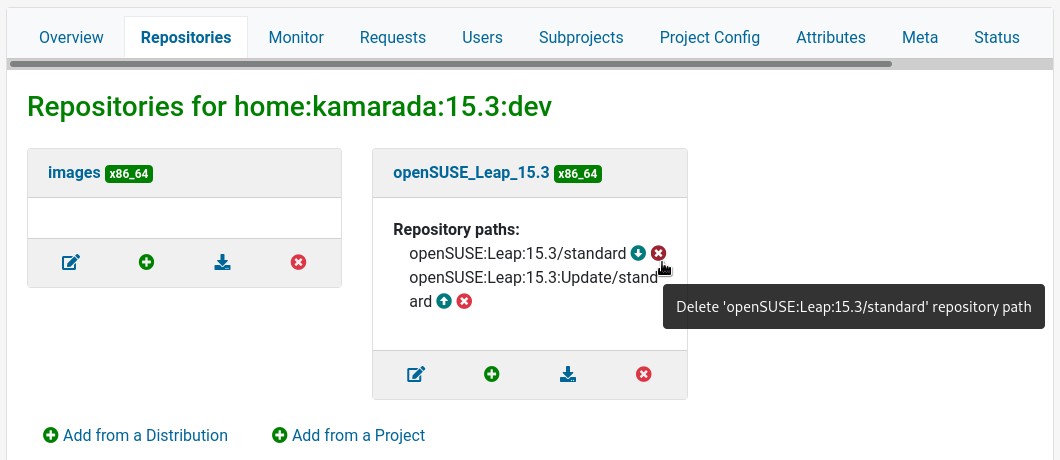 Overview Repositories Monitor Requests Users Subprojects Project Config Attributes Meta Status
Repositories for home:kamarada:15.3:dev
images x86_64
openSUSE_Leap_15.3 x86_64
Repository paths:
openSUSE:Leap:15.3/standard
openSUSE:Leap:15.3:Update/stand
ard
Delete 'openSUSE:Leap:15.3/standard' repository path
Add from a Distribution Add from a Project